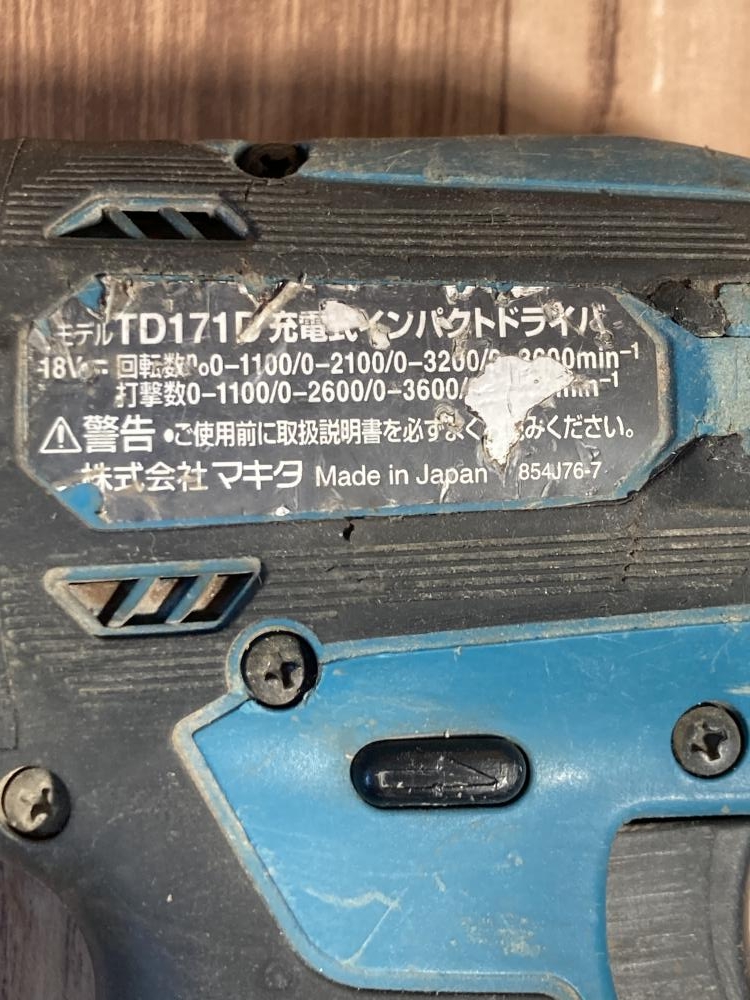 モデルTD171D 充電式インパクトドライバ
18V⎓ 回転数n₀0-1100/0-2100/0-3200/0-3600min⁻¹
打撃数0-1100/0-2600/0-3600/ min⁻¹
⚠警告 •ご使用前に取扱説明書を必ずよくお読みください。
株式会社マキタ Made in Japan 854J76-7